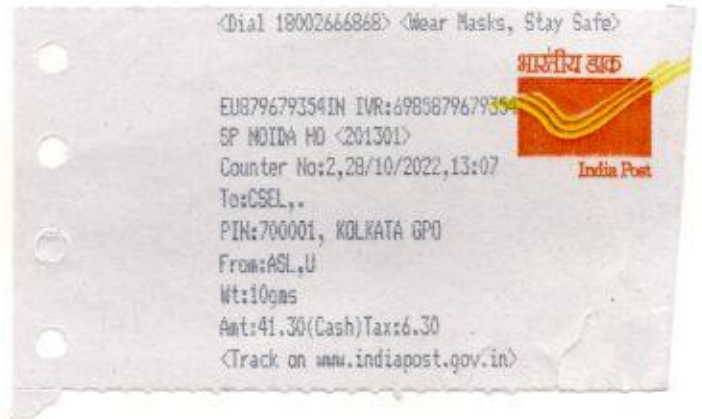 <Dial 18002666868> <Wear Masks, Stay Safe>
भारतीय डाक
EU879679354IN IVR:6985879679354
SP NOIDA HO <201301>
Counter No:2,28/10/2022,13:07
India Post
To:CSEL,.
PIN:700001, KOLKATA GPO
From:ASL,U
Wt:10gms
Amt:41.30(Cash)Tax:6.30
<Track on www.indiapost.gov.in>